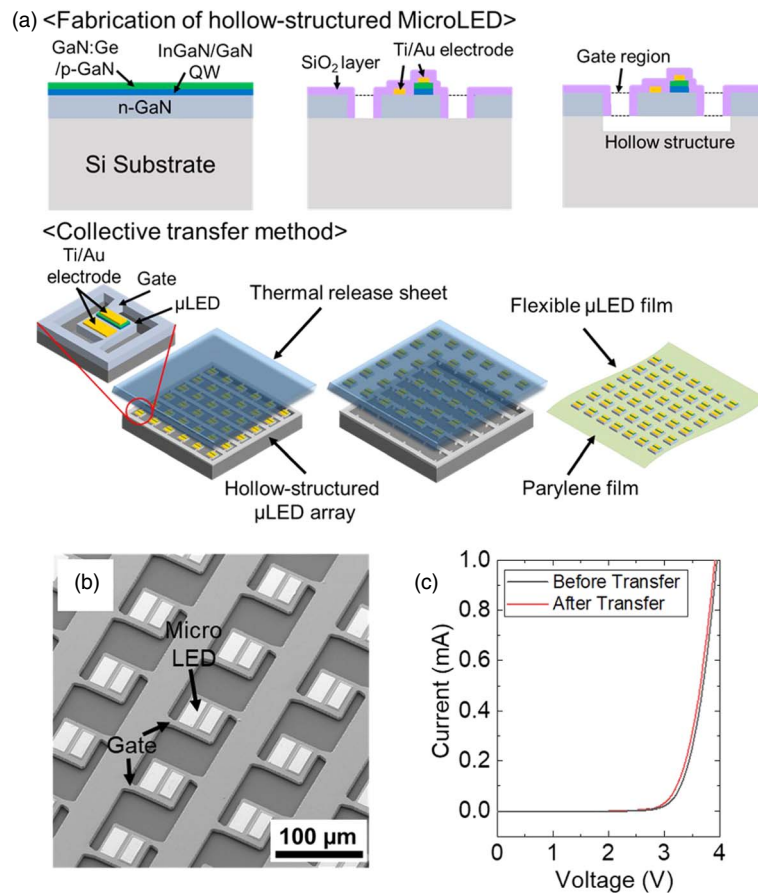 (a) <Fabrication of hollow-structured MicroLED>
GaN:Ge
/p-GaN
InGaN/GaN
QW
n-GaN
Si Substrate
SiO2 layer
Ti/Au electrode
Gate region
Hollow structure
<Collective transfer method>
Ti/Au
electrode
Gate
μLED
Thermal release sheet
Flexible μLED film
Hollow-structured
μLED array
Parylene film
(b)
Micro
LED
Gate
100 μm
(c)
Before Transfer
After Transfer
Current (mA)
1.0
0.8
0.6
0.4
0.2
0.0
0 1 2 3 4
Voltage (V)